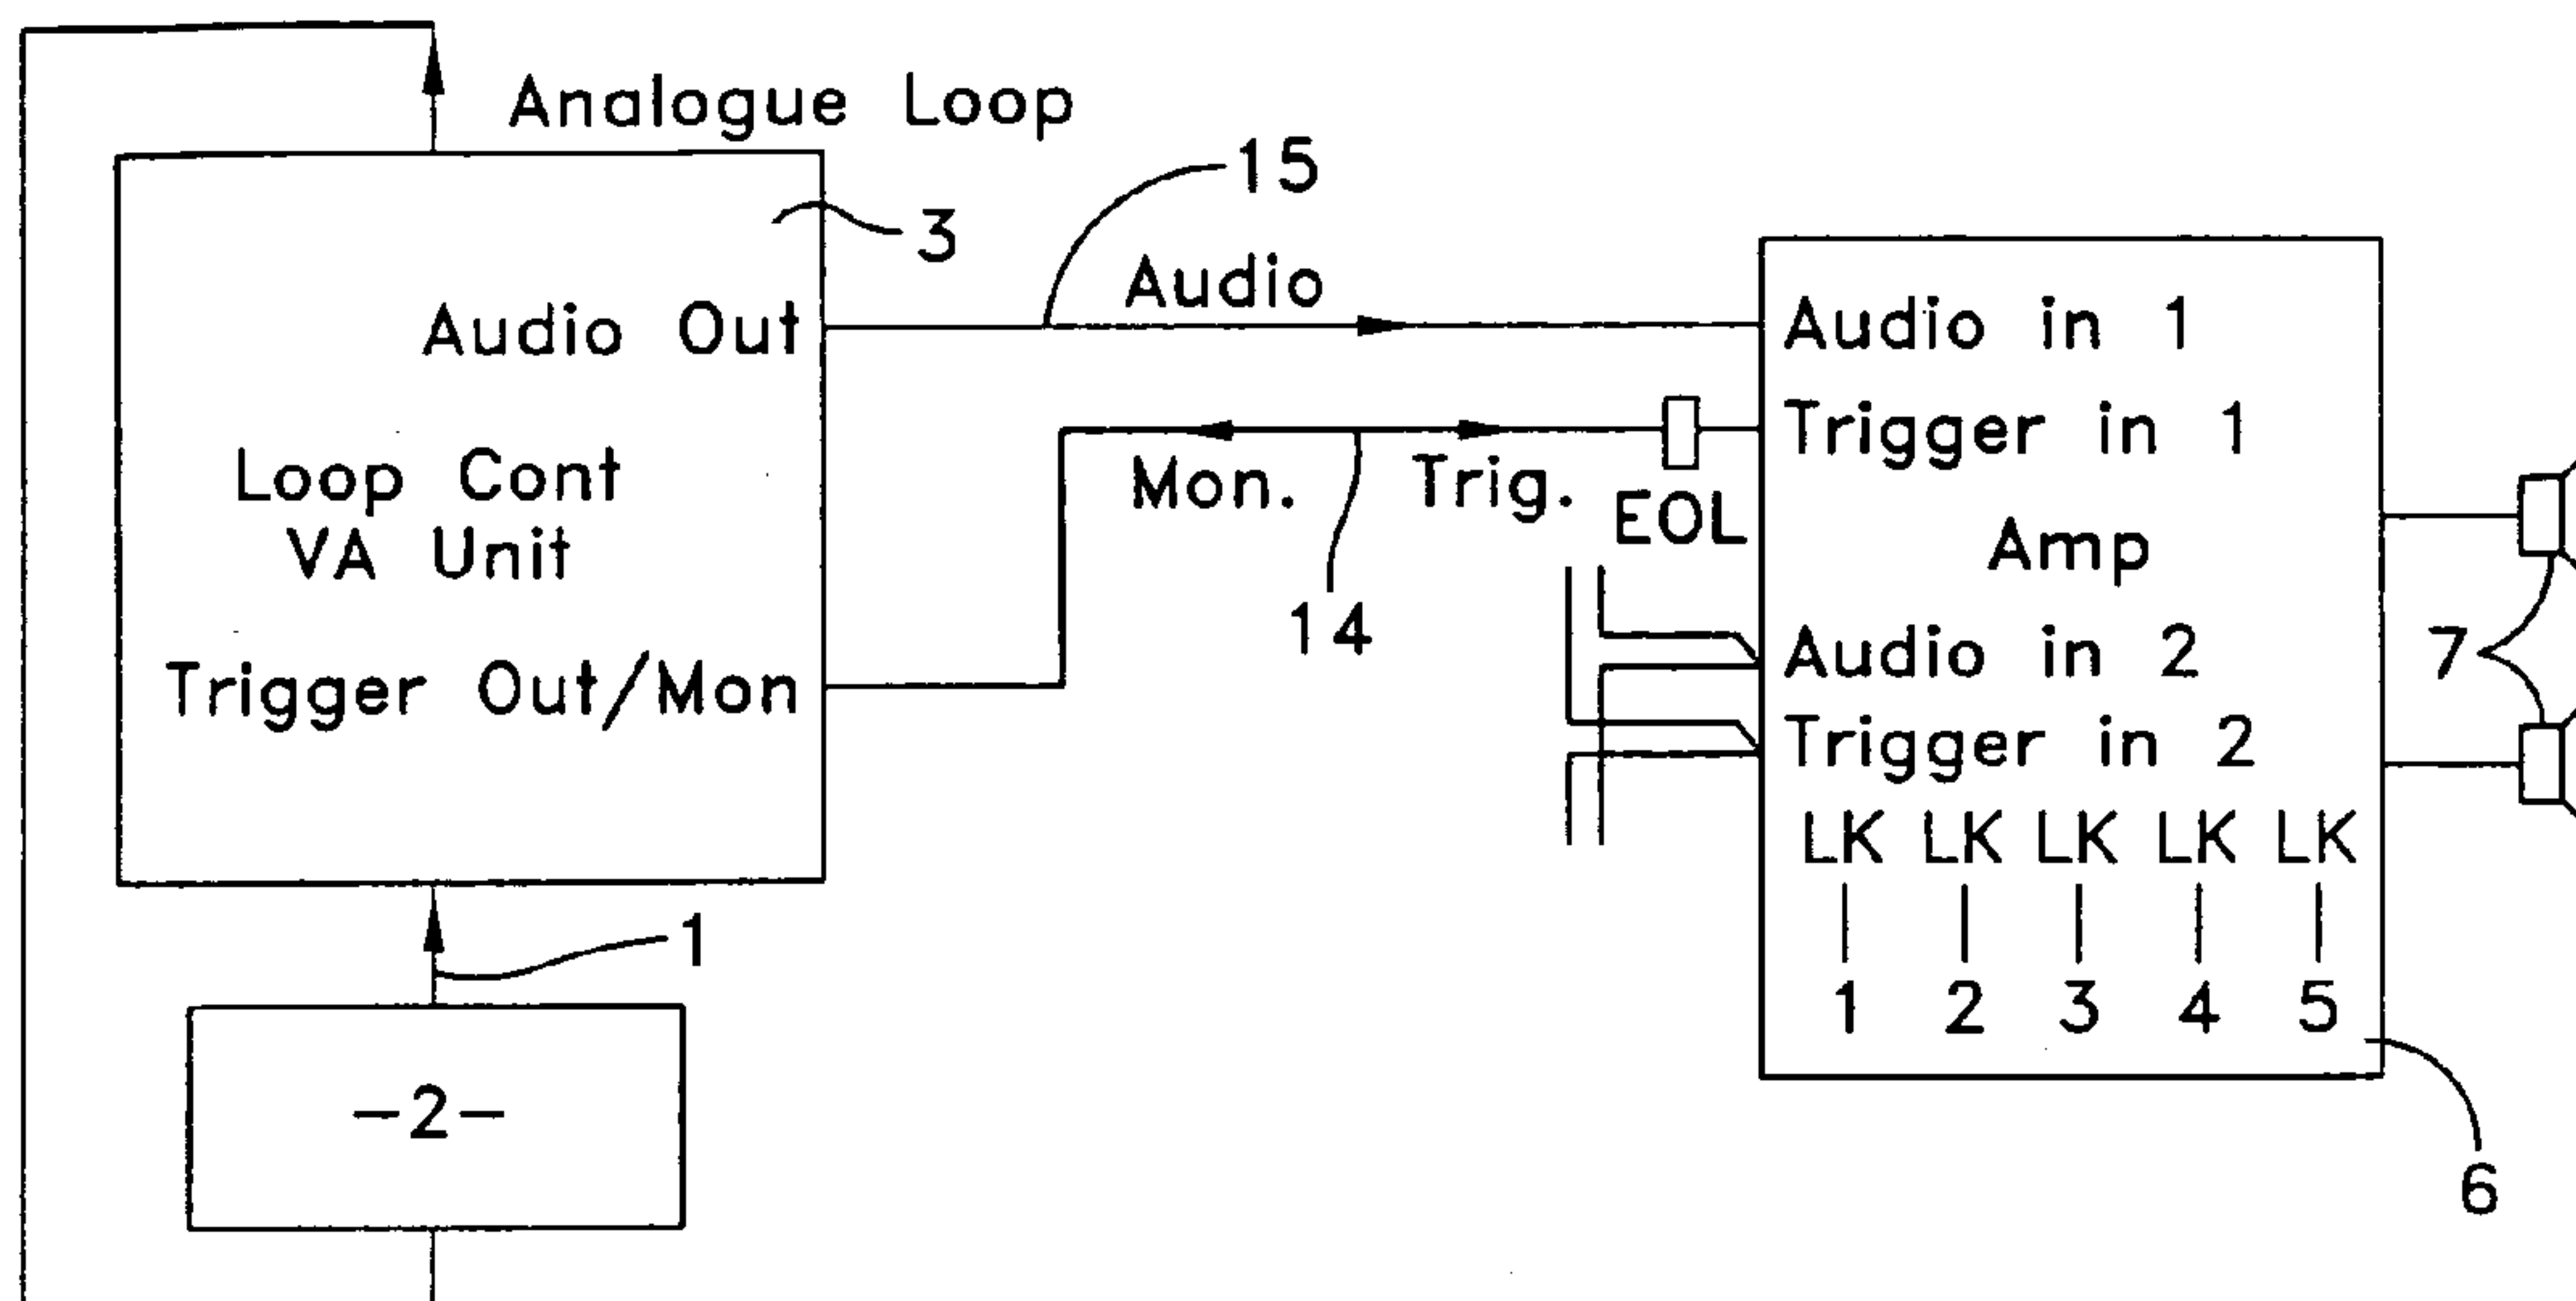 Analogue Loop
15
3
Audio
Audio Out
Audio in 1
Trigger in 1
Loop Cont
VA Unit
Mon.
Trig.
EOL
Amp
14
Audio in 2
7
Trigger Out/Mon
Trigger in 2
LK LK LK LK LK
1
1 2 3 4 5
-2-
6